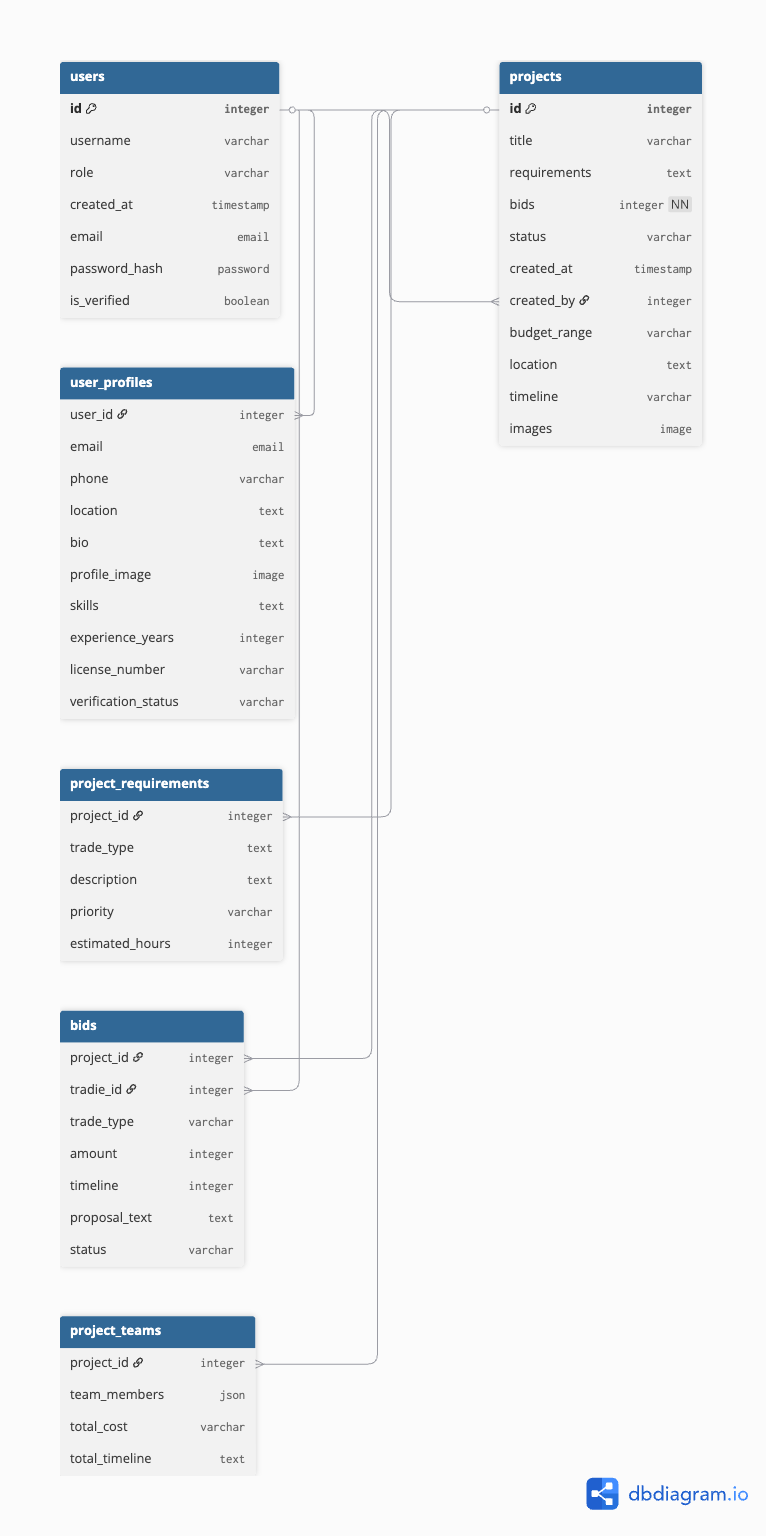 users
id integer
username varchar
role varchar
created_at timestamp
email email
password_hash password
is_verified boolean
projects
id integer
title varchar
requirements text
bids integer NN
status varchar
created_at timestamp
created_by integer
budget_range varchar
location text
timeline varchar
images image
user_profiles
user_id integer
email email
phone varchar
location text
bio text
profile_image image
skills text
experience_years integer
license_number varchar
verification_status varchar
project_requirements
project_id integer
trade_type text
description text
priority varchar
estimated_hours integer
bids
project_id integer
tradie_id integer
trade_type varchar
amount integer
timeline integer
proposal_text text
status varchar
project_teams
project_id integer
team_members json
total_cost varchar
total_timeline text
dbdiagram.io